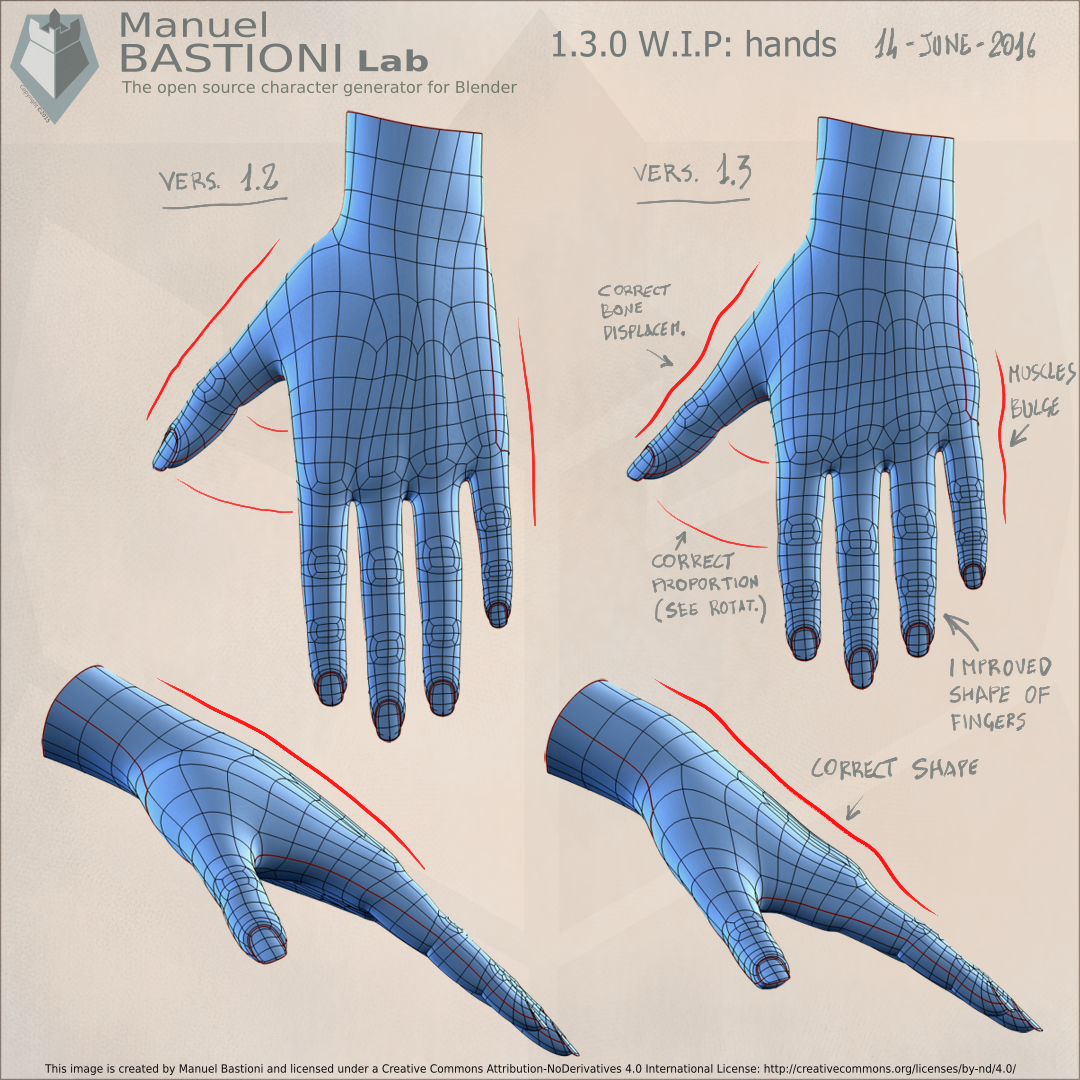 Manuel
BASTIONI Lab
The open source character generator for Blender
1.3.0 W.I.P: hands 14-JUNE-2016
VERS. 1.2
VERS. 1.3
CORRECT
BONE
DISPLACEM.
MUSCLES
BULGE
CORRECT
PROPORTION
(SEE ROTAT.)
IMPROVED
SHAPE OF
FINGERS
CORRECT SHAPE
This image is created by Manuel Bastioni and licensed under a Creative Commons Attribution-NoDerivatives 4.0 International License: http://creativecommons.org/licenses/by-nd/4.0/